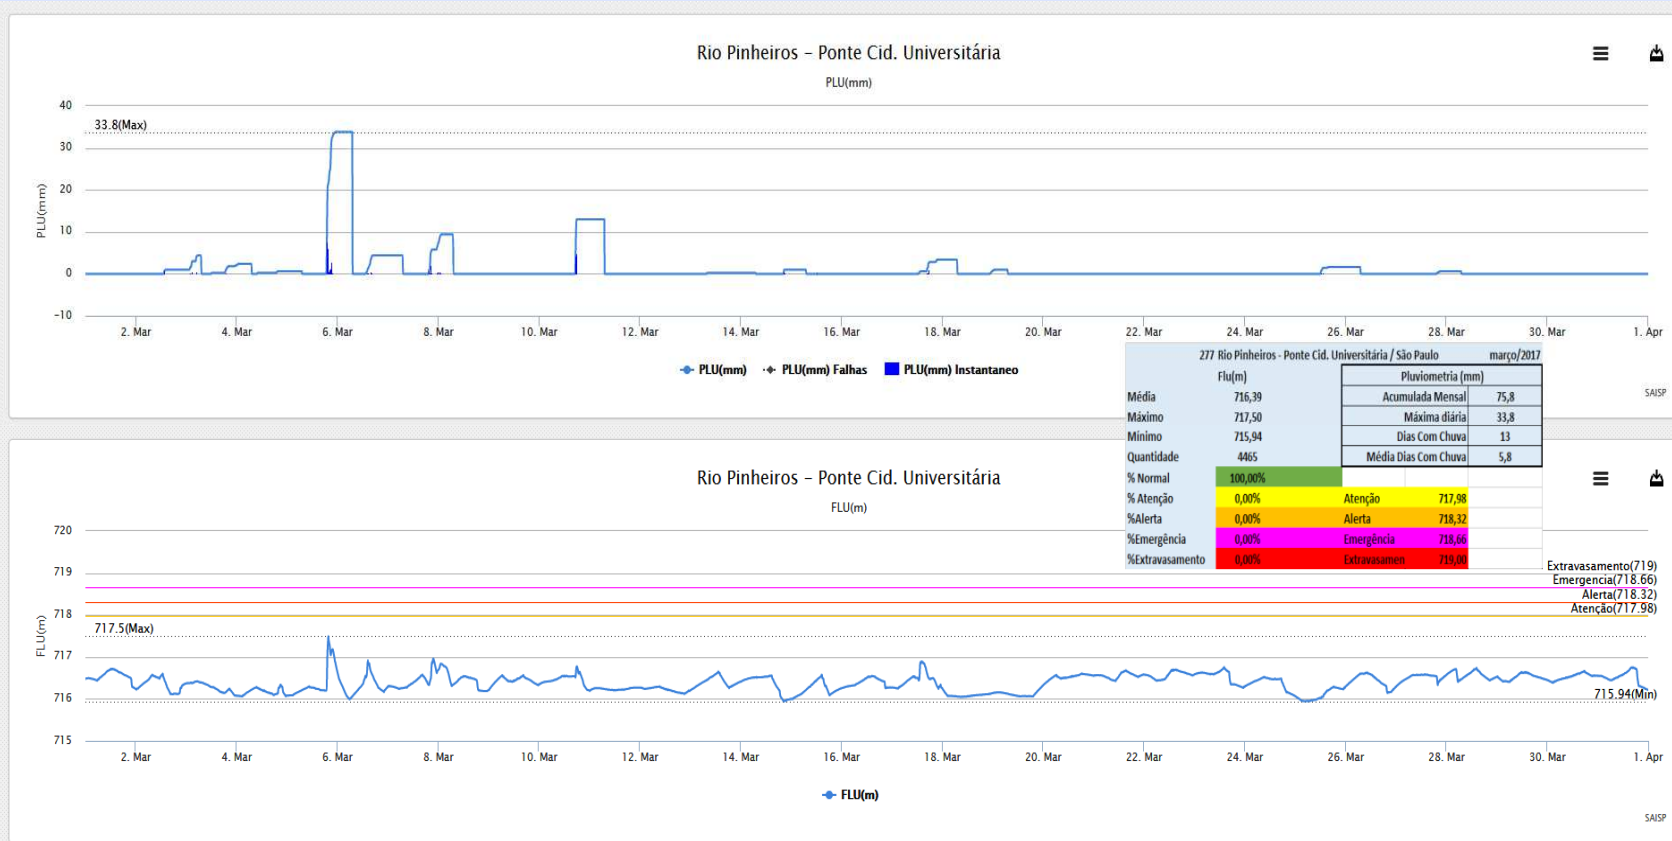 Rio Pinheiros - Ponte Cid. Universitária
PLU(mm)
40
33.8(Max)
30
20
10
0
-10
PLU(mm)
2. Mar 4. Mar 6. Mar 8. Mar 10. Mar 12. Mar 14. Mar 16. Mar 18. Mar 20. Mar 22. Mar 24. Mar 26. Mar 28. Mar 30. Mar 1. Apr
PLU(mm) PLU(mm) Falhas PLU(mm) Instantaneo
SAISP
277 Rio Pinheiros - Ponte Cid. Universitária / São Paulo março/2017
Flu(m) Pluviometria (mm)
Média 716,39 Acumulada Mensal 75,8
Máximo 717,50 Máxima diária 33,8
Mínimo 715,94 Dias Com Chuva 13
Quantidade 4465 Média Dias Com Chuva 5,8
% Normal 100,00%
% Atenção 0,00% Atenção 717,98
%Alerta 0,00% Alerta 718,32
%Emergência 0,00% Emergência 718,66
%Extravasamento 0,00% Extravasamen 719,00
Rio Pinheiros - Ponte Cid. Universitária
FLU(m)
720
719
718
717
716
715
FLU(m)
Extravasamento(719)
Emergencia(718.66)
Alerta(718.32)
Atenção(717.98)
717.5(Max)
715.94(Min)
2. Mar 4. Mar 6. Mar 8. Mar 10. Mar 12. Mar 14. Mar 16. Mar 18. Mar 20. Mar 22. Mar 24. Mar 26. Mar 28. Mar 30. Mar 1. Apr
FLU(m)
SAISP